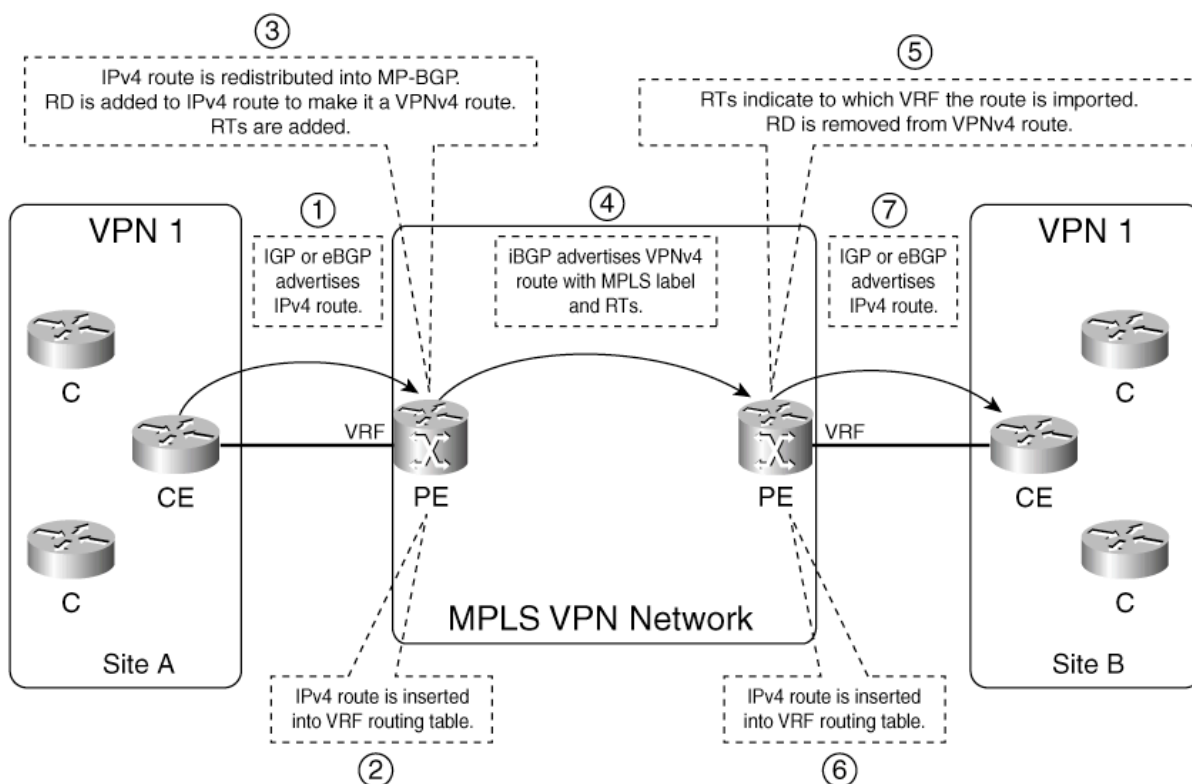 ③
IPv4 route is redistributed into MP-BGP.
RD is added to IPv4 route to make it a VPNv4 route.
RTs are added.
⑤
RTs indicate to which VRF the route is imported.
RD is removed from VPNv4 route.
VPN 1
①
IGP or eBGP
advertises
IPv4 route.
④
iBGP advertises VPNv4
route with MPLS label
and RTs.
⑦
IGP or eBGP
advertises
IPv4 route.
VPN 1
C
CE
C
Site A
VRF
PE
MPLS VPN Network
PE
VRF
C
CE
C
Site B
IPv4 route is inserted
into VRF routing table.
②
IPv4 route is inserted
into VRF routing table.
⑥